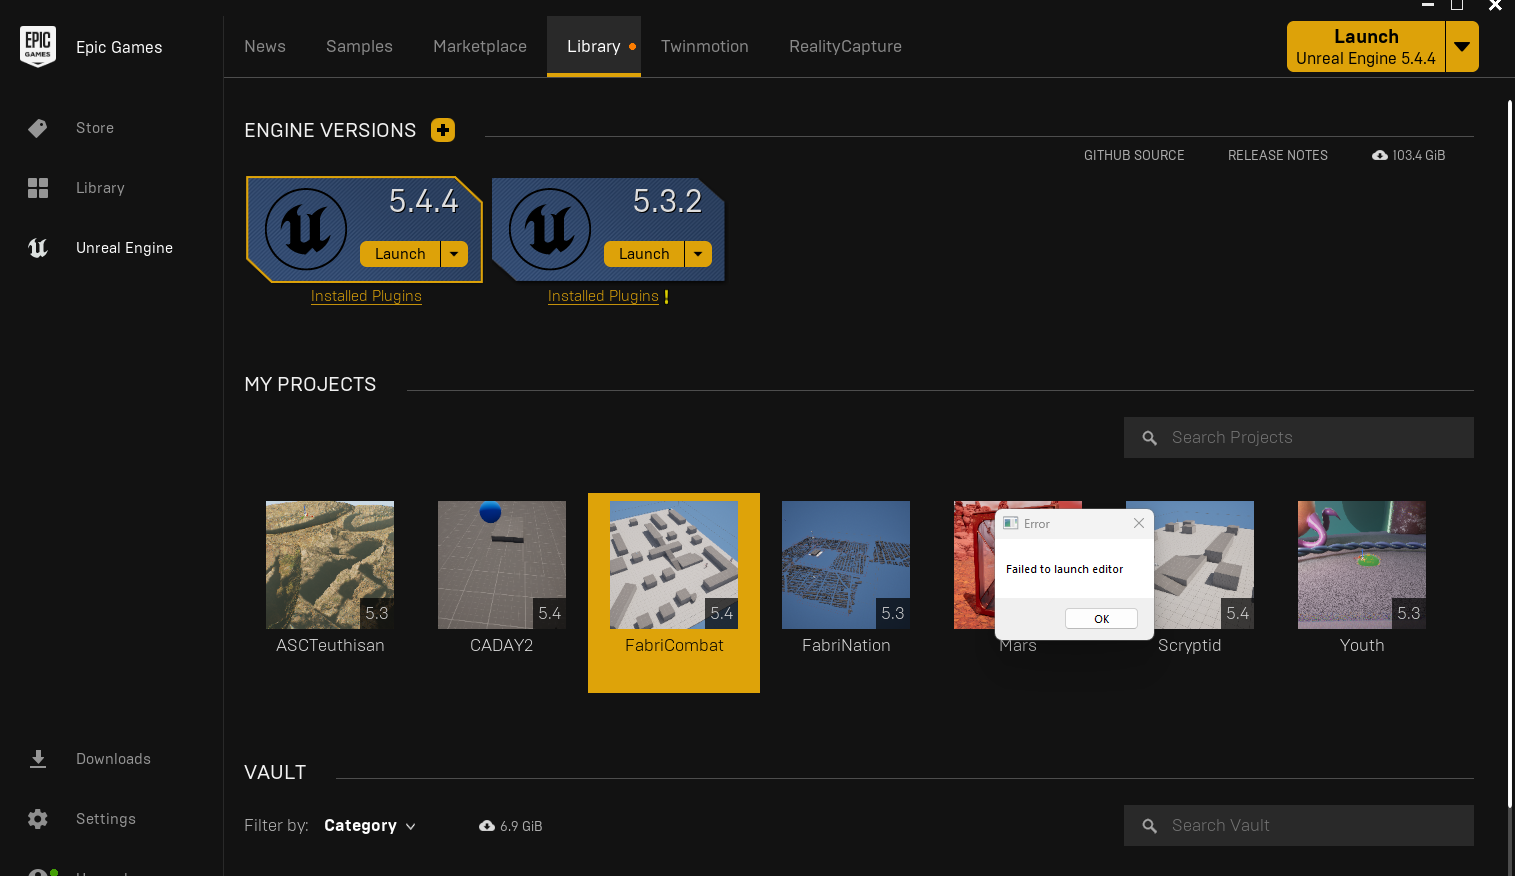 EPIC GAMES
Epic Games
News
Samples
Marketplace
Library
Twinmotion
RealityCapture
Launch
Unreal Engine 5.4.4
Store
Library
Unreal Engine
ENGINE VERSIONS
GITHUB SOURCE
RELEASE NOTES
103.4 GiB
5.4.4
Launch
Installed Plugins
5.3.2
Launch
Installed Plugins !
MY PROJECTS
Search Projects
5.3
ASCTeuthisan
5.4
CADAY2
5.4
FabriCombat
5.3
FabriNation
Mars
Error
Failed to launch editor
OK
5.4
Scryptid
5.3
Youth
Downloads
Settings
VAULT
Filter by:
Category
6.9 GiB
Search Vault